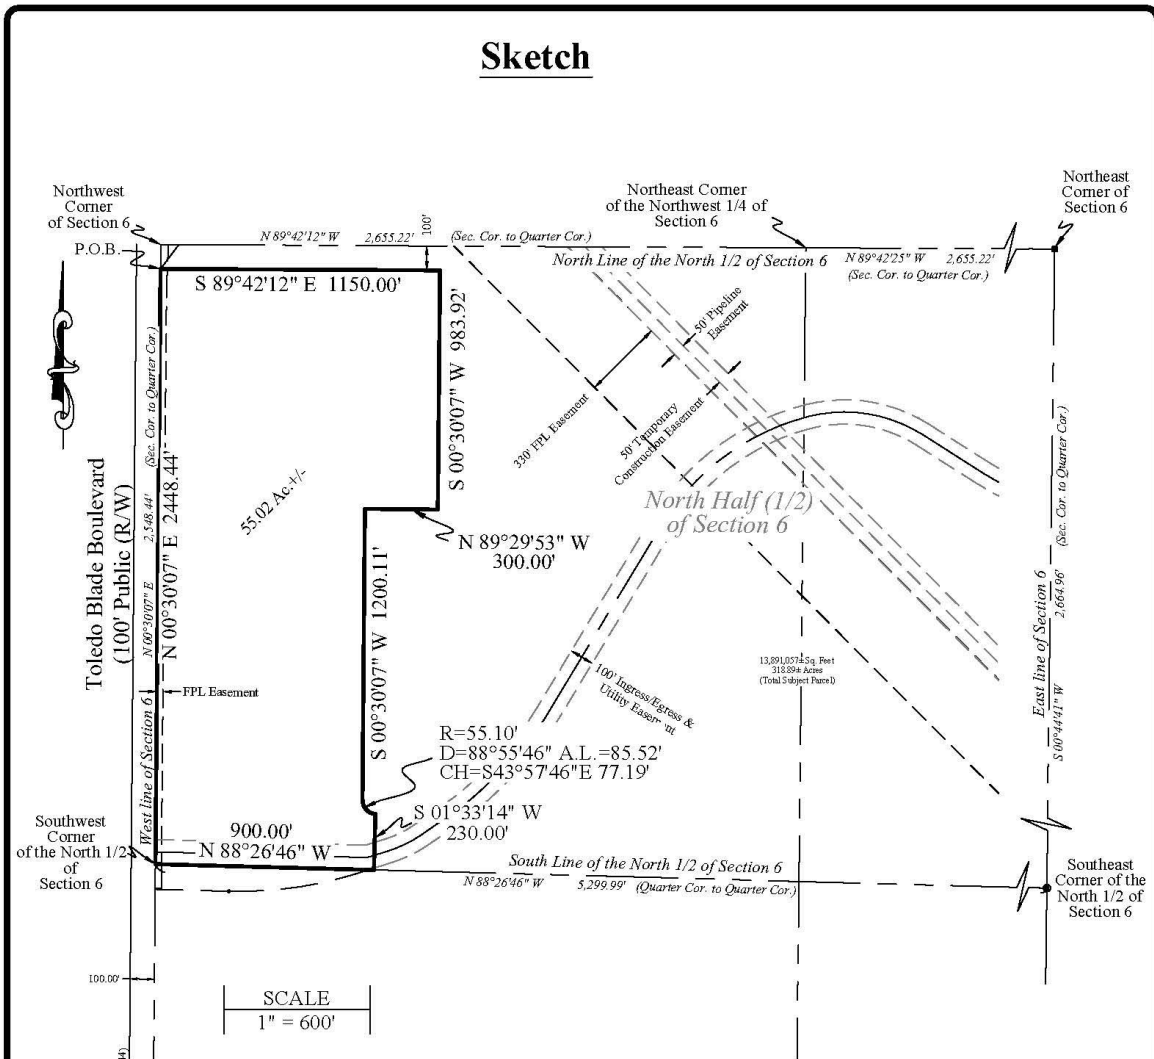 Sketch
Northwest
Corner
of Section 6
P.O.B.
Northeast Corner
of the Northwest 1/4 of
Section 6
Northeast
Corner of
Section 6
N 89°42'12" W 2,655.22' (Sec. Cor. to Quarter Cor.)
100'
North Line of the North 1/2 of Section 6
N 89°42'25" W 2,655.22'
(Sec. Cor. to Quarter Cor.)
S 89°42'12" E 1150.00'
S 00°30'07" W 983.92'
50' Pipeline
Easement
330' FPL Easement
50' Temporary
Construction Easement
North Half (1/2)
of Section 6
N 89°29'53" W
300.00'
55.02 Ac.+/-
Toledo Blade Boulevard
(100' Public (R/W)
N 00°30'07" E 2,548.44' (Sec. Cor. to Quarter Cor.)
N 00°30'07" E 2448.44'
West line of Section 6
FPL Easement
S 00°30'07" W 1200.11'
100' Ingress/Egress &
Utility Easem nt
13,891,057± Sq. Feet
318.89± Acres
(Total Subject Parcel)
East line of Section 6
S 00°44'41" W 2,664.96' (Sec. Cor. to Quarter Cor.)
R=55.10'
D=88°55'46" A.L.=85.52'
CH=S43°57'46"E 77.19'
S 01°33'14" W
230.00'
900.00'
N 88°26'46" W
Southwest
Corner
of the North 1/2
of
Section 6
South Line of the North 1/2 of Section 6
N 88°26'46" W 5,299.99' (Quarter Cor. to Quarter Cor.)
Southeast
Corner of the
North 1/2 of
Section 6
100.00'
SCALE
1" = 600'